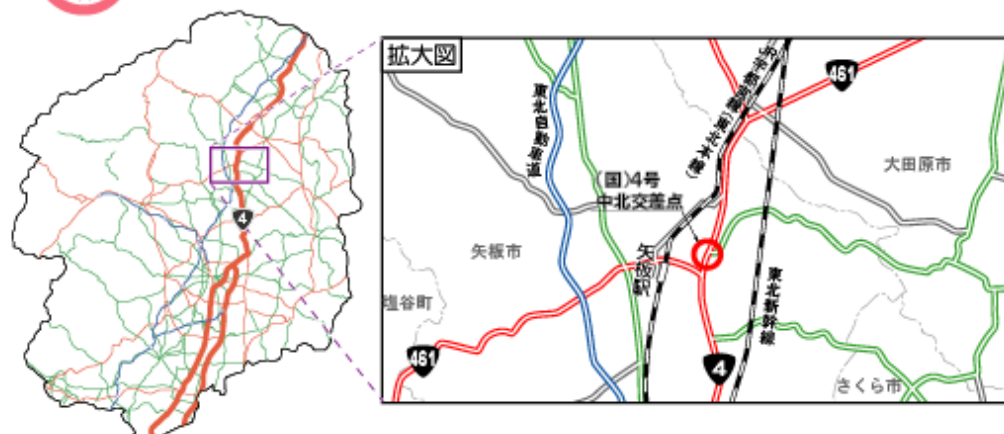 4
拡大図
461
JR宇都宮線(東北本線)
東北自動車道
大田原市
(国)4号
中北交差点
矢板市
矢板駅
東北新幹線
塩谷町
461
4
さくら市